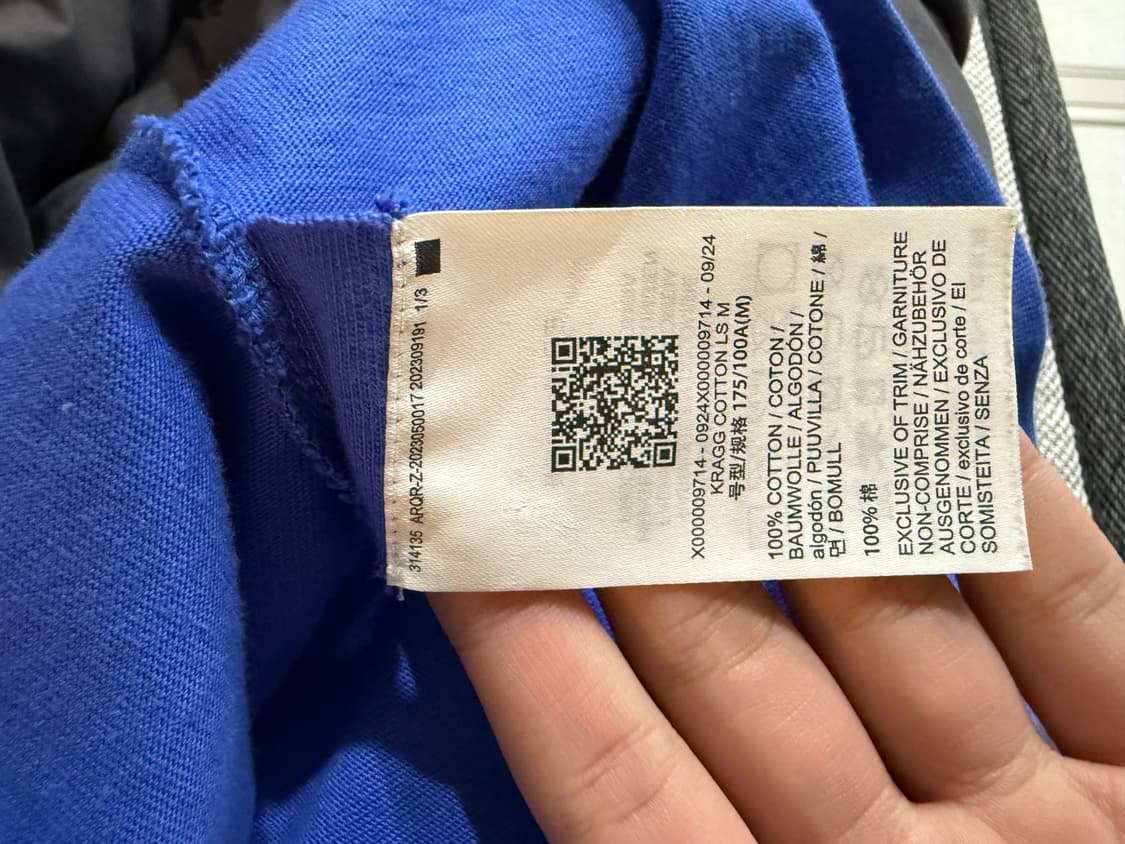 314135 ARQR-Z-2023050017 202309191 1/3
X000009714 - 0924X000009714 - 09/24
KRAGG COTTON LS M
号型/规格 175/100A(M)
100% COTTON / COTON /
BAUMWOLLE / ALGODÓN /
algodón / PUUVILLA / COTONE / 綿 /
면 / BOMULL
100% 棉
EXCLUSIVE OF TRIM / GARNITURE
NON-COMPRISE / NÄHZUBEHÖR
AUSGENOMMEN / EXCLUSIVO DE
CORTE / exclusivo de corte / EI
SOMISTEITA / SENZA